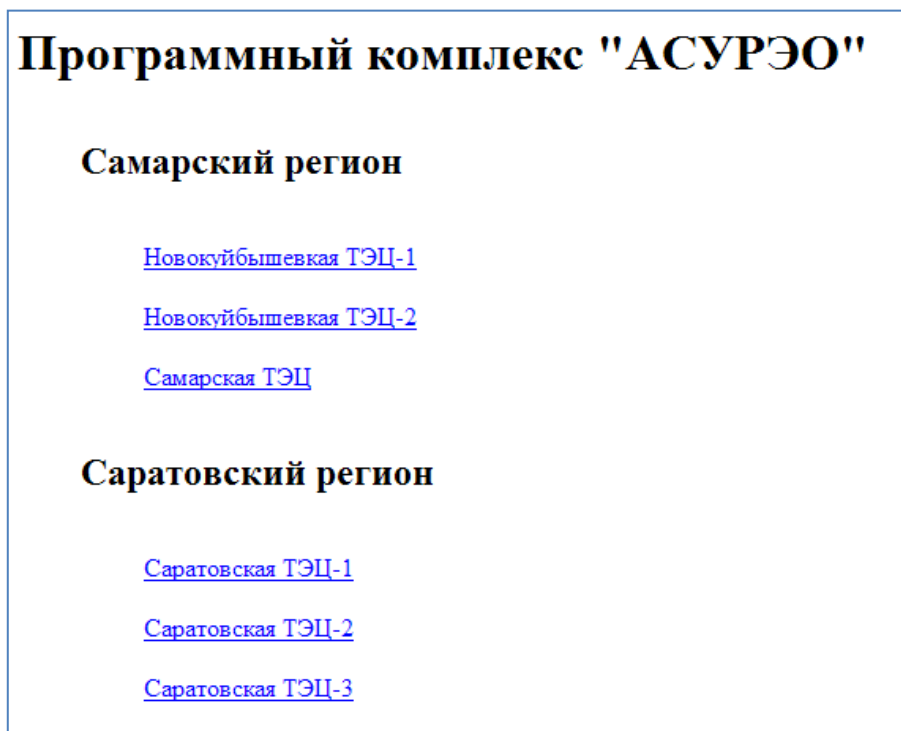 Программный комплекс "АСУРЭО"
Самарский регион
Новокуйбышевкая ТЭЦ-1
Новокуйбышевкая ТЭЦ-2
Самарская ТЭЦ
Саратовский регион
Саратовская ТЭЦ-1
Саратовская ТЭЦ-2
Саратовская ТЭЦ-3